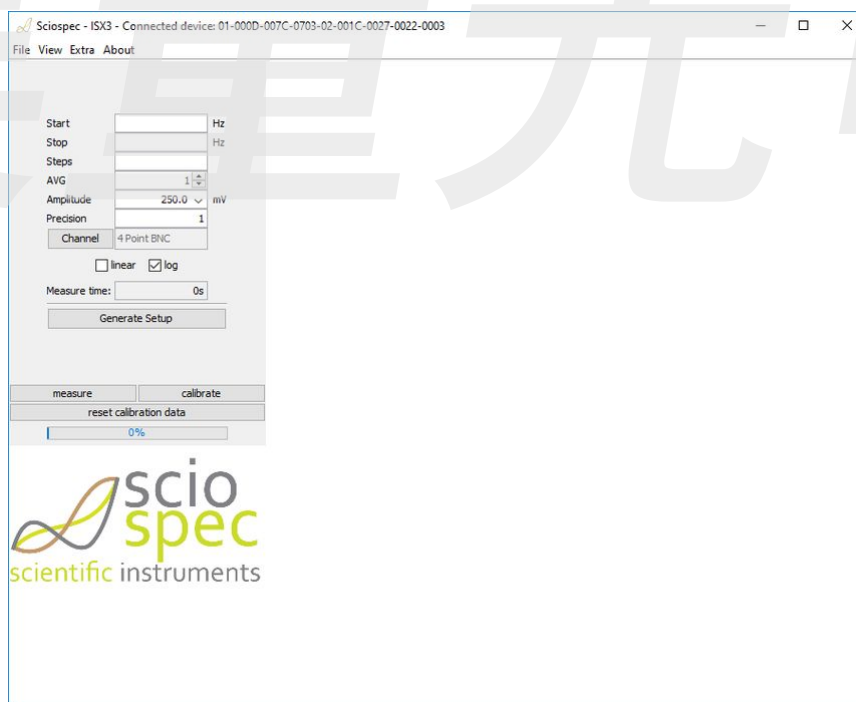 Sciospec - ISX3 - Connected device: 01-000D-007C-0703-02-001C-0027-0022-0003
File View Extra About
Start Hz
Stop Hz
Steps
AVG 1
Amplitude 250.0 mV
Precision 1
Channel 4 Point BNC
linear log
Measure time: 0s
Generate Setup
measure calibrate
reset calibration data
0%
scio
spec
scientific instruments